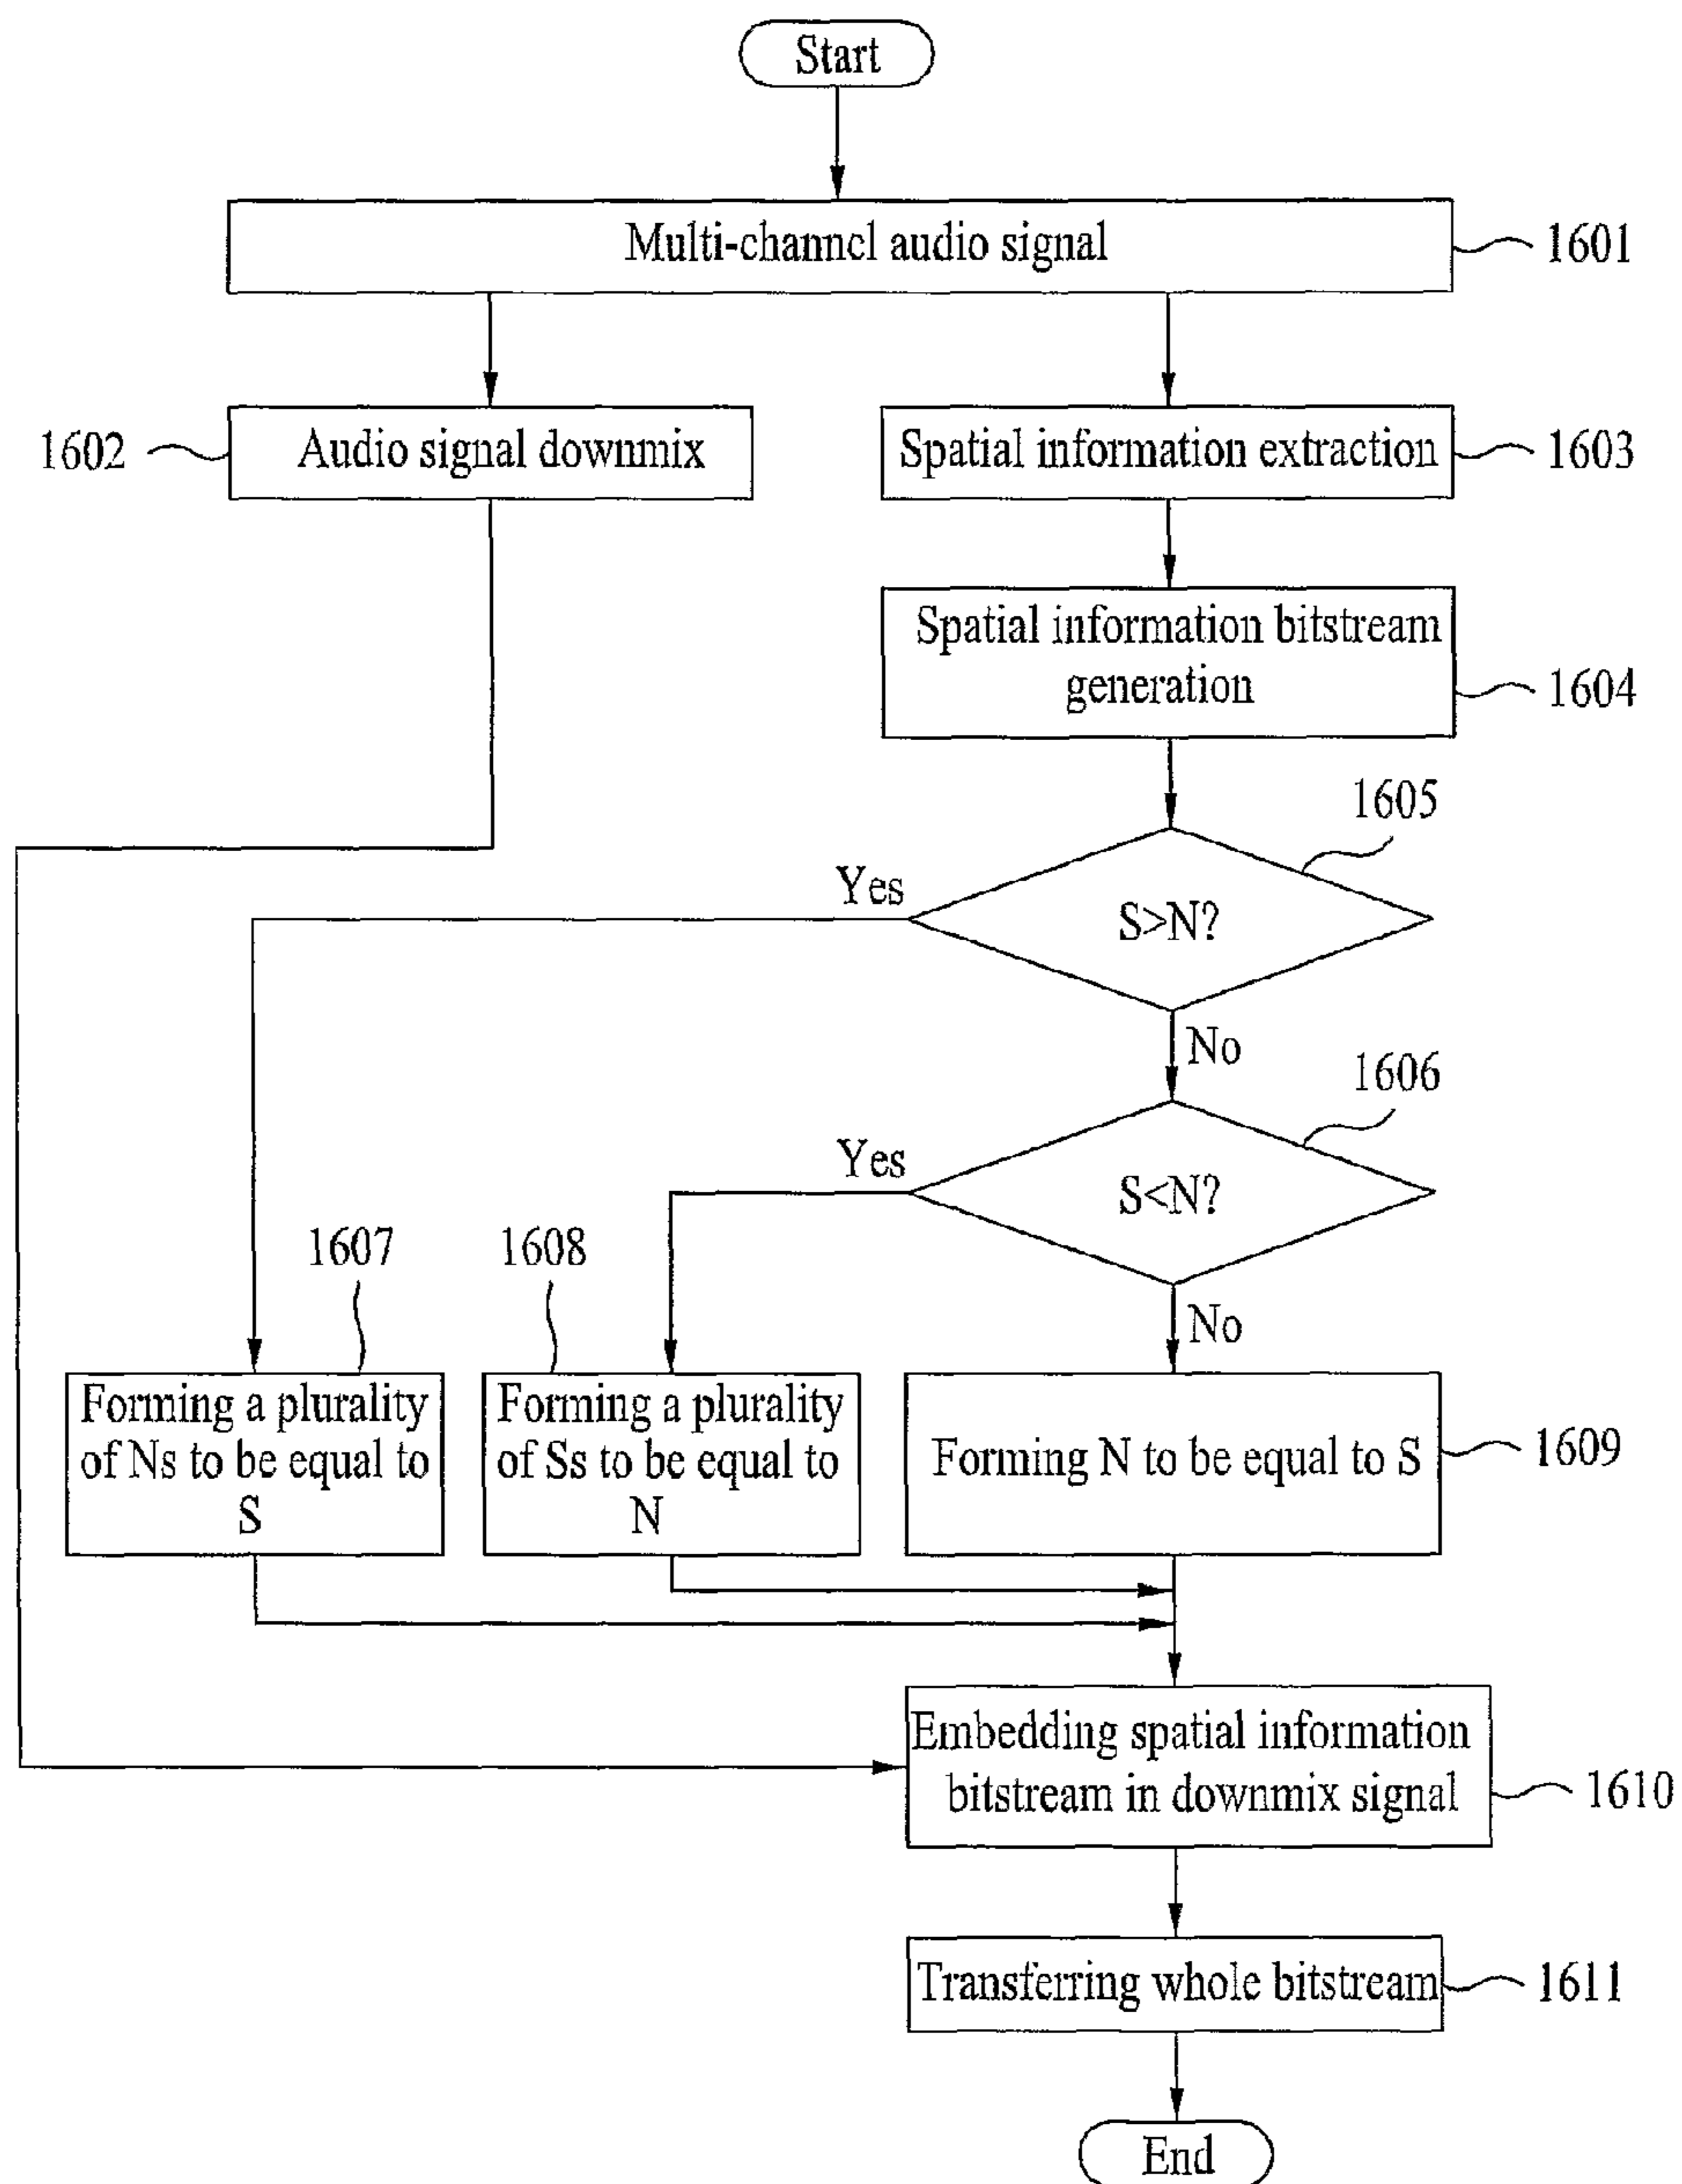 Start
Multi-channel audio signal
1601
1602
Audio signal downmix
Spatial information extraction
1603
Spatial information bitstream
generation
1604
1605
Yes
S>N?
No
1606
Yes
S<N?
No
1607
1608
Forming a plurality
of Ns to be equal to
S
Forming a plurality
of Ss to be equal to
N
Forming N to be equal to S
1609
Embedding spatial information
bitstream in downmix signal
1610
Transferring whole bitstream
1611
End